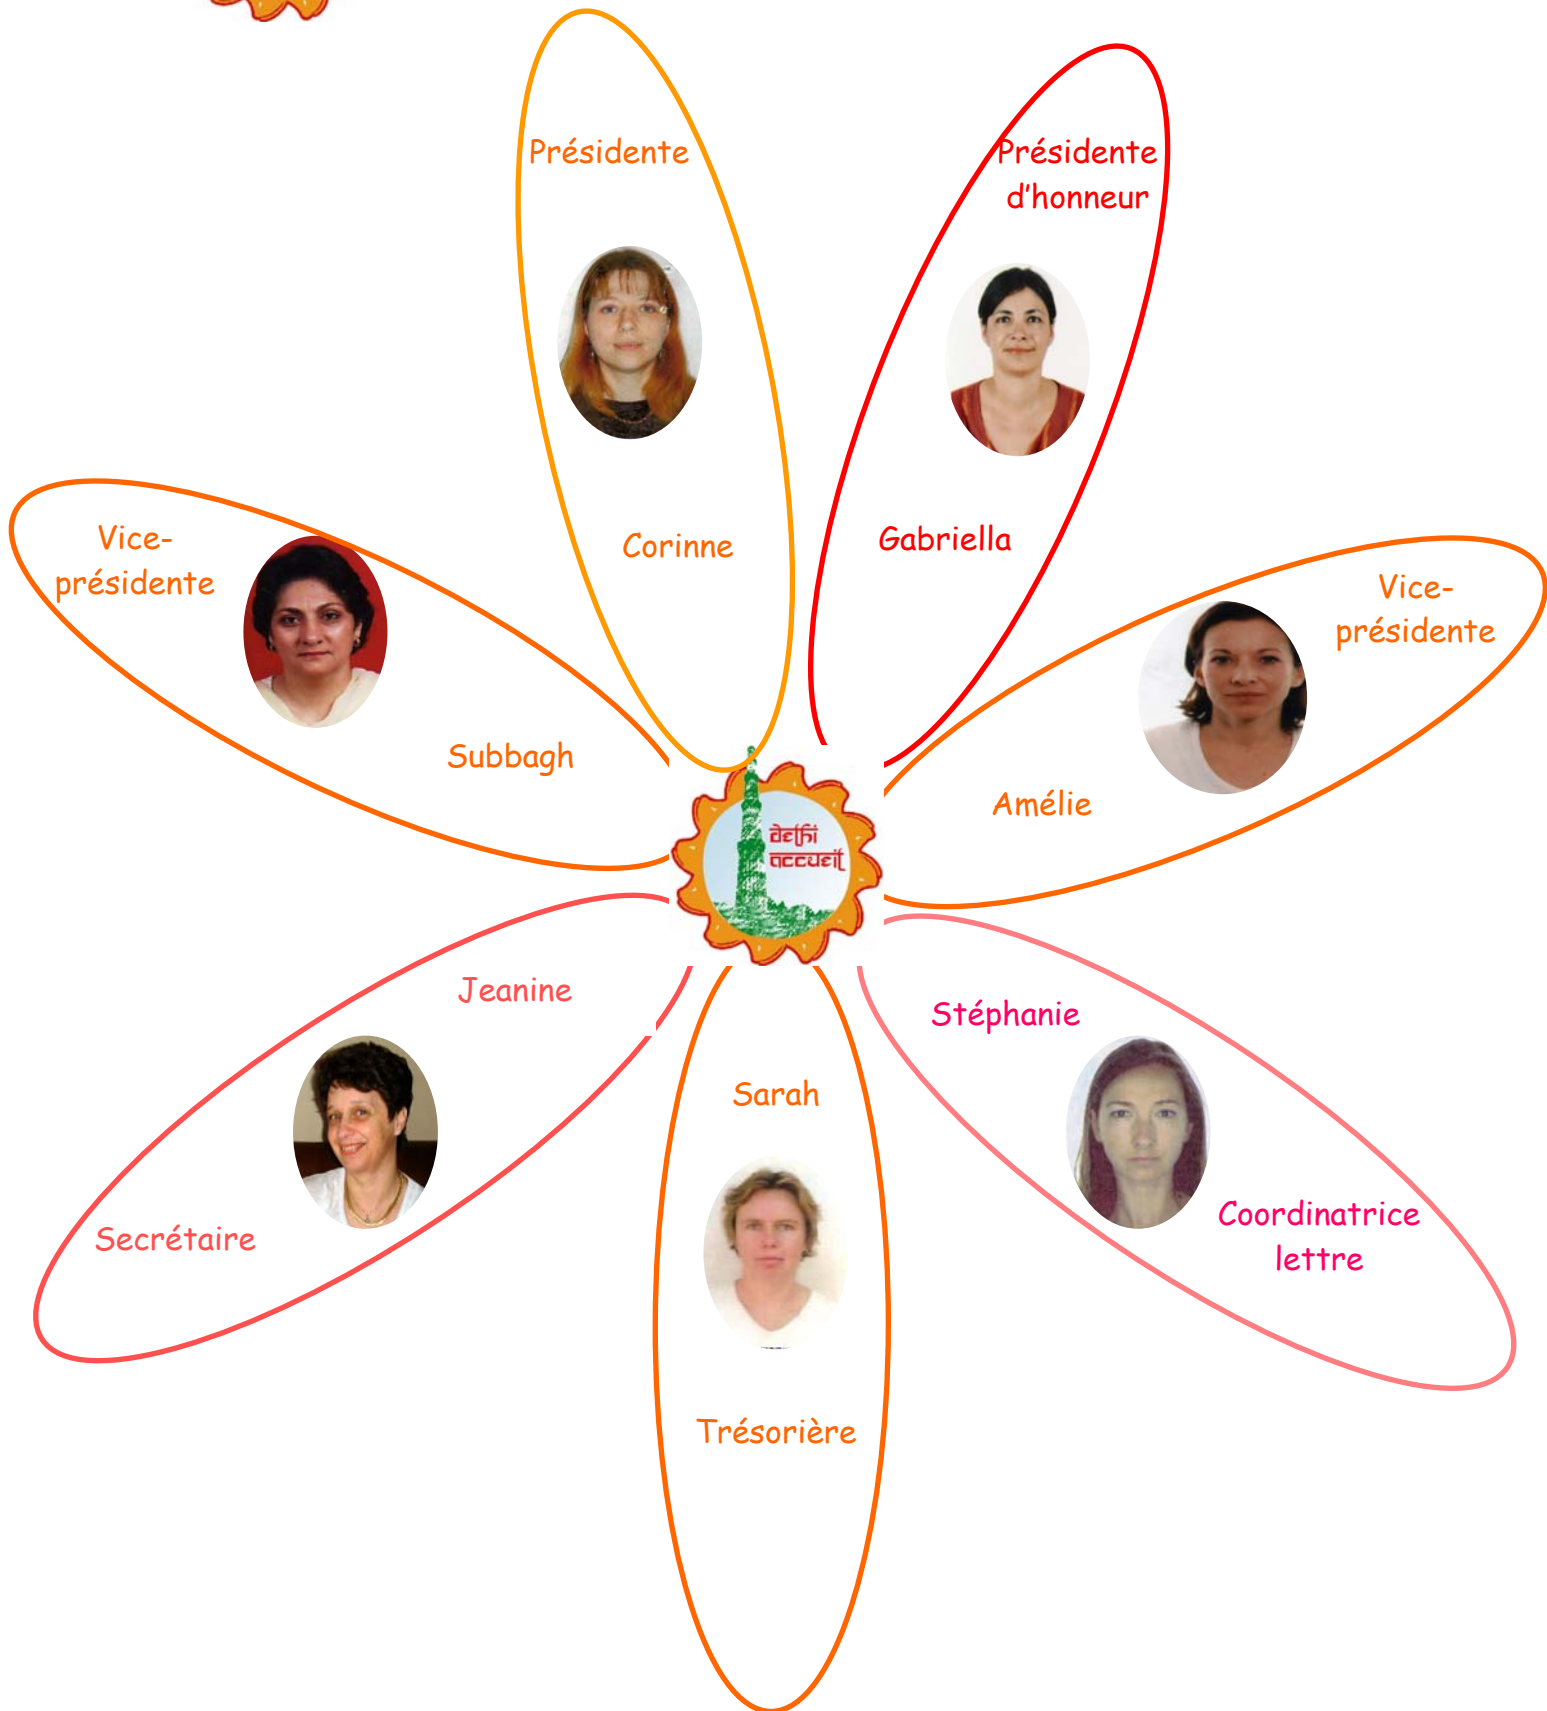 Présidente
Corinne
Présidente
d'honneur
Gabriella
Vice-
présidente
Subbagh
Vice-
présidente
Amélie
delhi
accueil
Jeanine
Secrétaire
Stéphanie
Coordinatrice
lettre
Sarah
Trésorière